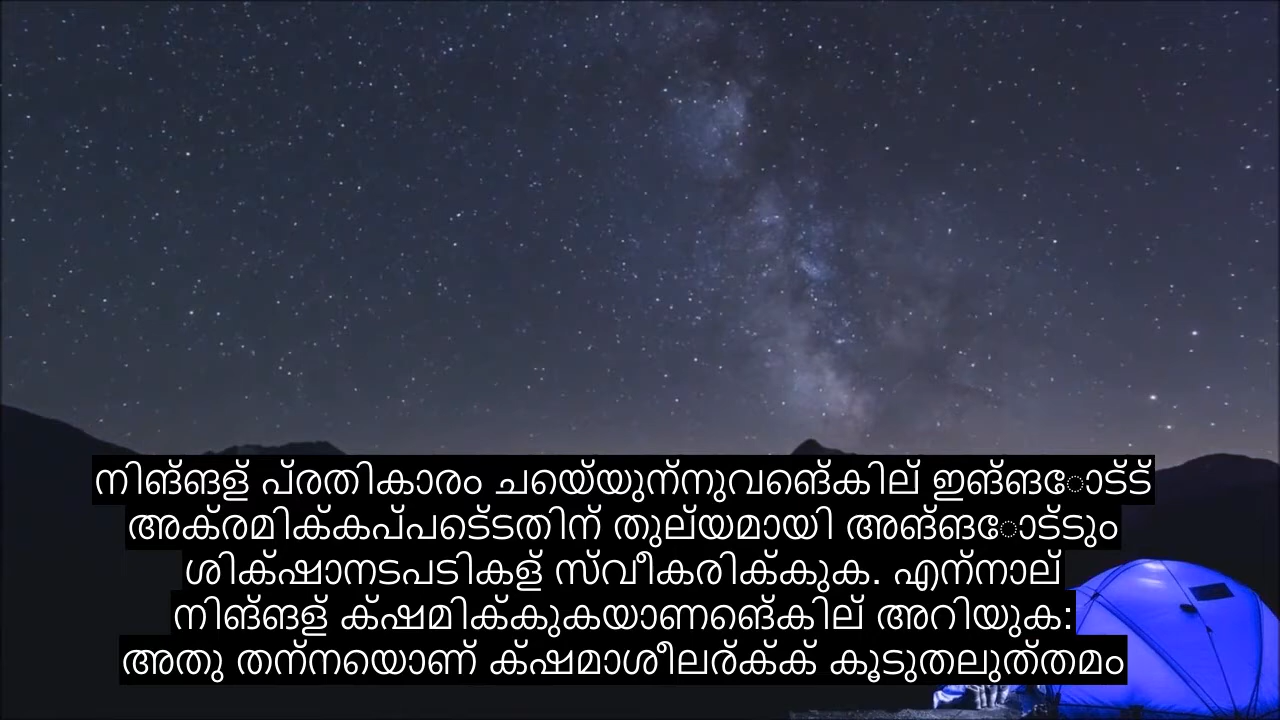 നിങ്ങള് പ്രതികാരം ചെയ്യുന്നുവെങ്കില് ഇങ്ങോട്ട്
അക്രമിക്കപ്പെട്ടതിന് തുല്യമായി അങ്ങോട്ടും
ശിക്ഷാനടപടികള് സ്വീകരിക്കുക. എന്നാല്
നിങ്ങള് ക്ഷമിക്കുകയാണെങ്കില് അറിയുക:
അതു തന്നെയാണ് ക്ഷമാശീലര്ക്ക് കൂടുതലുത്തമം